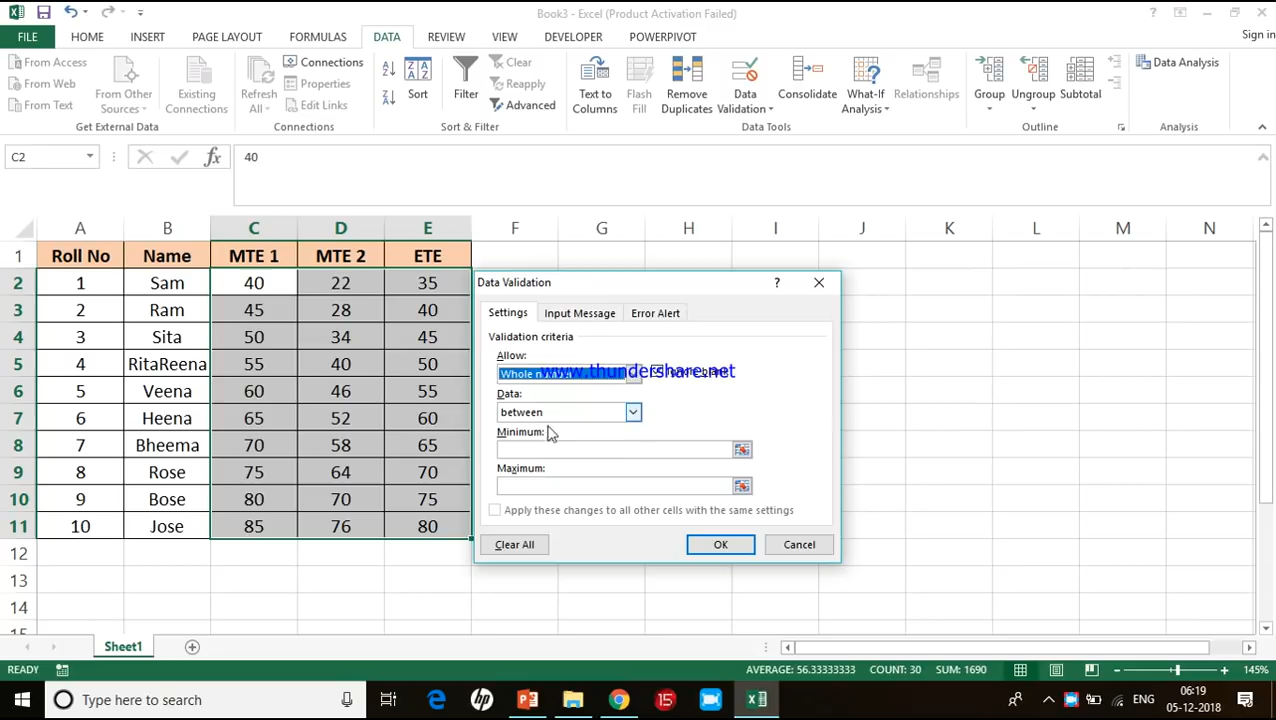 Book3 - Excel (Product Activation Failed)
FILE HOME INSERT PAGE LAYOUT FORMULAS DATA REVIEW VIEW DEVELOPER POWERPIVOT Sign in
From Access
From Web
From Text
From Other Sources
Existing Connections
Get External Data
Refresh All
Connections
Properties
Edit Links
Connections
Sort
Filter
Clear
Reapply
Advanced
Sort & Filter
Text to Columns
Flash Fill
Remove Duplicates
Data Validation
Consolidate
What-If Analysis
Relationships
Data Tools
Group
Ungroup
Subtotal
Outline
Data Analysis
Analysis
C2 fx 40
A B C D E F G H I J K L M N
1 Roll No Name MTE 1 MTE 2 ETE
2 1 Sam 40 22 35
3 2 Ram 45 28 40
4 3 Sita 50 34 45
5 4 RitaReena 55 40 50
6 5 Veena 60 46 55
7 6 Heena 65 52 60
8 7 Bheema 70 58 65
9 8 Rose 75 64 70
10 9 Bose 80 70 75
11 10 Jose 85 76 80
12
13
14
15
Data Validation ?
Settings Input Message Error Alert
Validation criteria
Allow:
Whole number
www.thundershare.net
Data:
between
Minimum:
Maximum:
Apply these changes to all other cells with the same settings
Clear All OK Cancel
Sheet1
READY AVERAGE: 56.33333333 COUNT: 30 SUM: 1690 145%
Type here to search
hp
15
ENG
06:19
05-12-2018